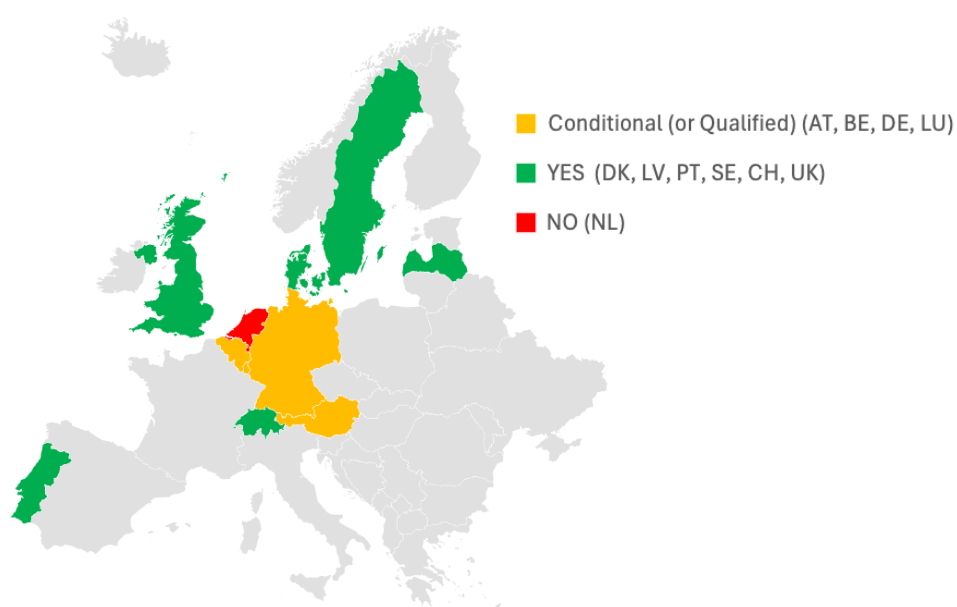 Conditional (or Qualified) (AT, BE, DE, LU)
YES (DK, LV, PT, SE, CH, UK)
NO (NL)